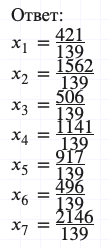 Ответ:
x₁ = 421/139
x₂ = 1562/139
x₃ = 506/139
x₄ = 1141/139
x₅ = 917/139
x₆ = 496/139
x₇ = 2146/139